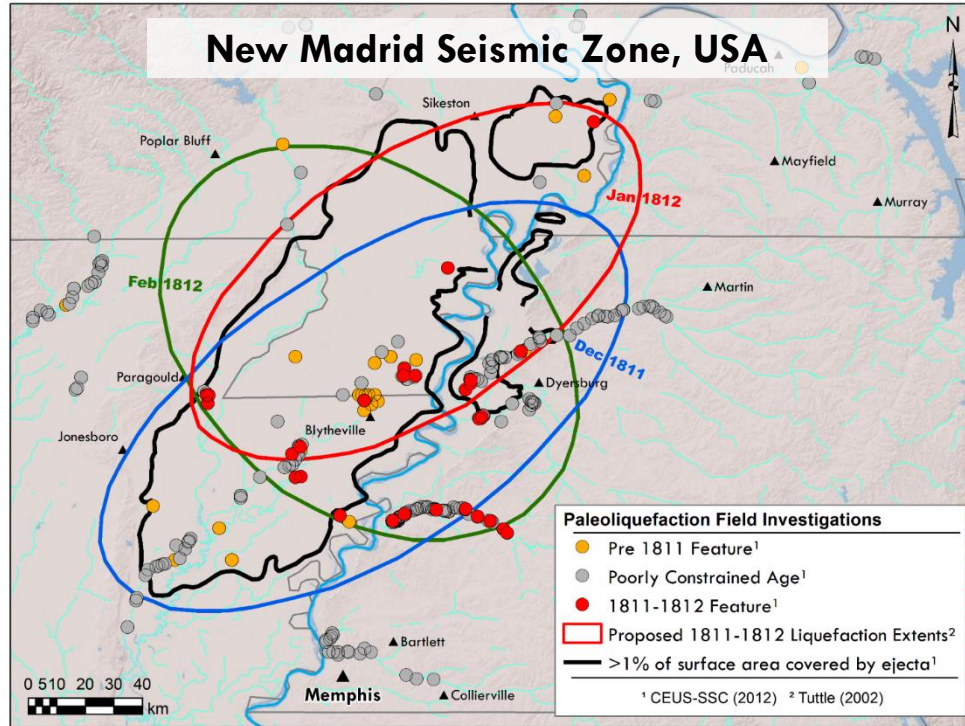 New Madrid Seismic Zone, USA
N
Paducah
Sikeston
Poplar Bluff
Mayfield
Jan 1812
Murray
Feb 1812
Martin
Dec 1811
Paragould
Dyersburg
Blytheville
Jonesboro
Paleoliquefaction Field Investigations
Pre 1811 Feature¹
Poorly Constrained Age¹
1811-1812 Feature¹
Proposed 1811-1812 Liquefaction Extents²
>1% of surface area covered by ejecta¹
¹ CEUS-SSC (2012) ² Tuttle (2002)
Bartlett
Memphis
Collierville
0 5 10 20 30 40
km